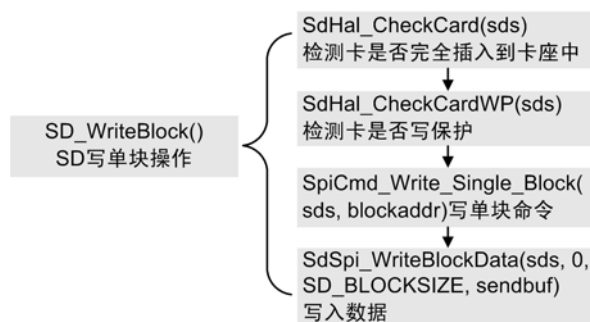 SD_WriteBlock()
SD写单块操作
SdHal_CheckCard(sds)
检测卡是否完全插入到卡座中
SdHal_CheckCardWP(sds)
检测卡是否写保护
SpiCmd_Write_Single_Block(
sds, blockaddr)写单块命令
SdSpi_WriteBlockData(sds, 0,
SD_BLOCKSIZE, sendbuf)
写入数据